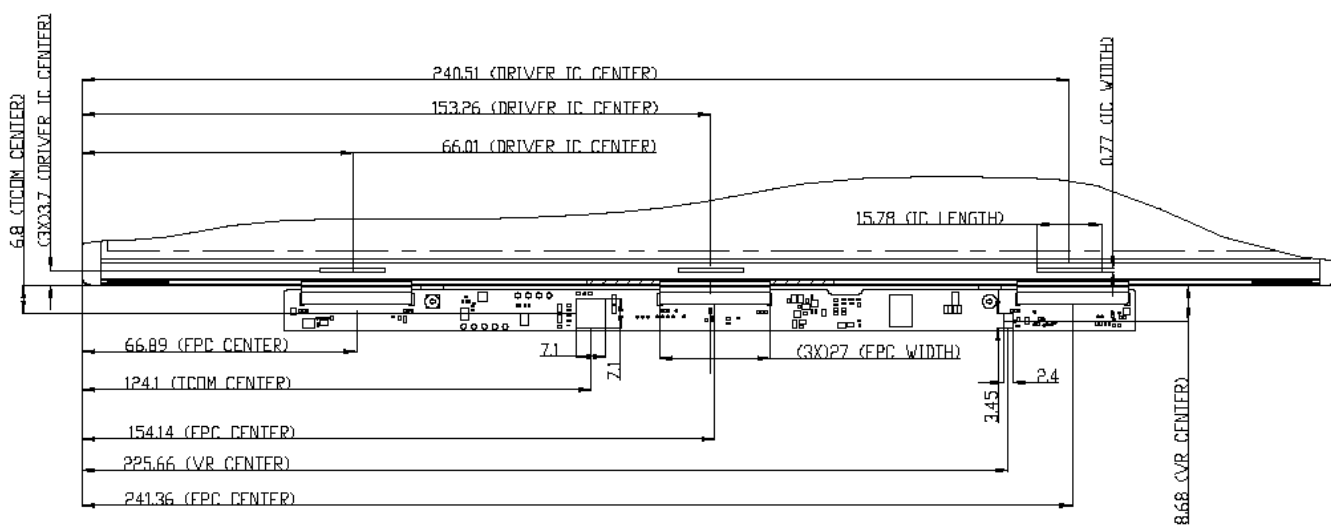 240.51 (DRIVER IC CENTER)
153.26 (DRIVER IC CENTER)
66.01 (DRIVER IC CENTER)
6.8 (TCOM CENTER)
(3X)3.7 (DRIVER IC CENTER)
0.77 (IC WIDTH)
15.78 (IC LENGTH)
66.89 (FPC CENTER)
7.1
7.1
(3X)27 (FPC WIDTH)
2.4
3.45
124.1 (TCOM CENTER)
154.14 (FPC CENTER)
225.66 (VR CENTER)
8.68 (VR CENTER)
241.36 (FPC CENTER)